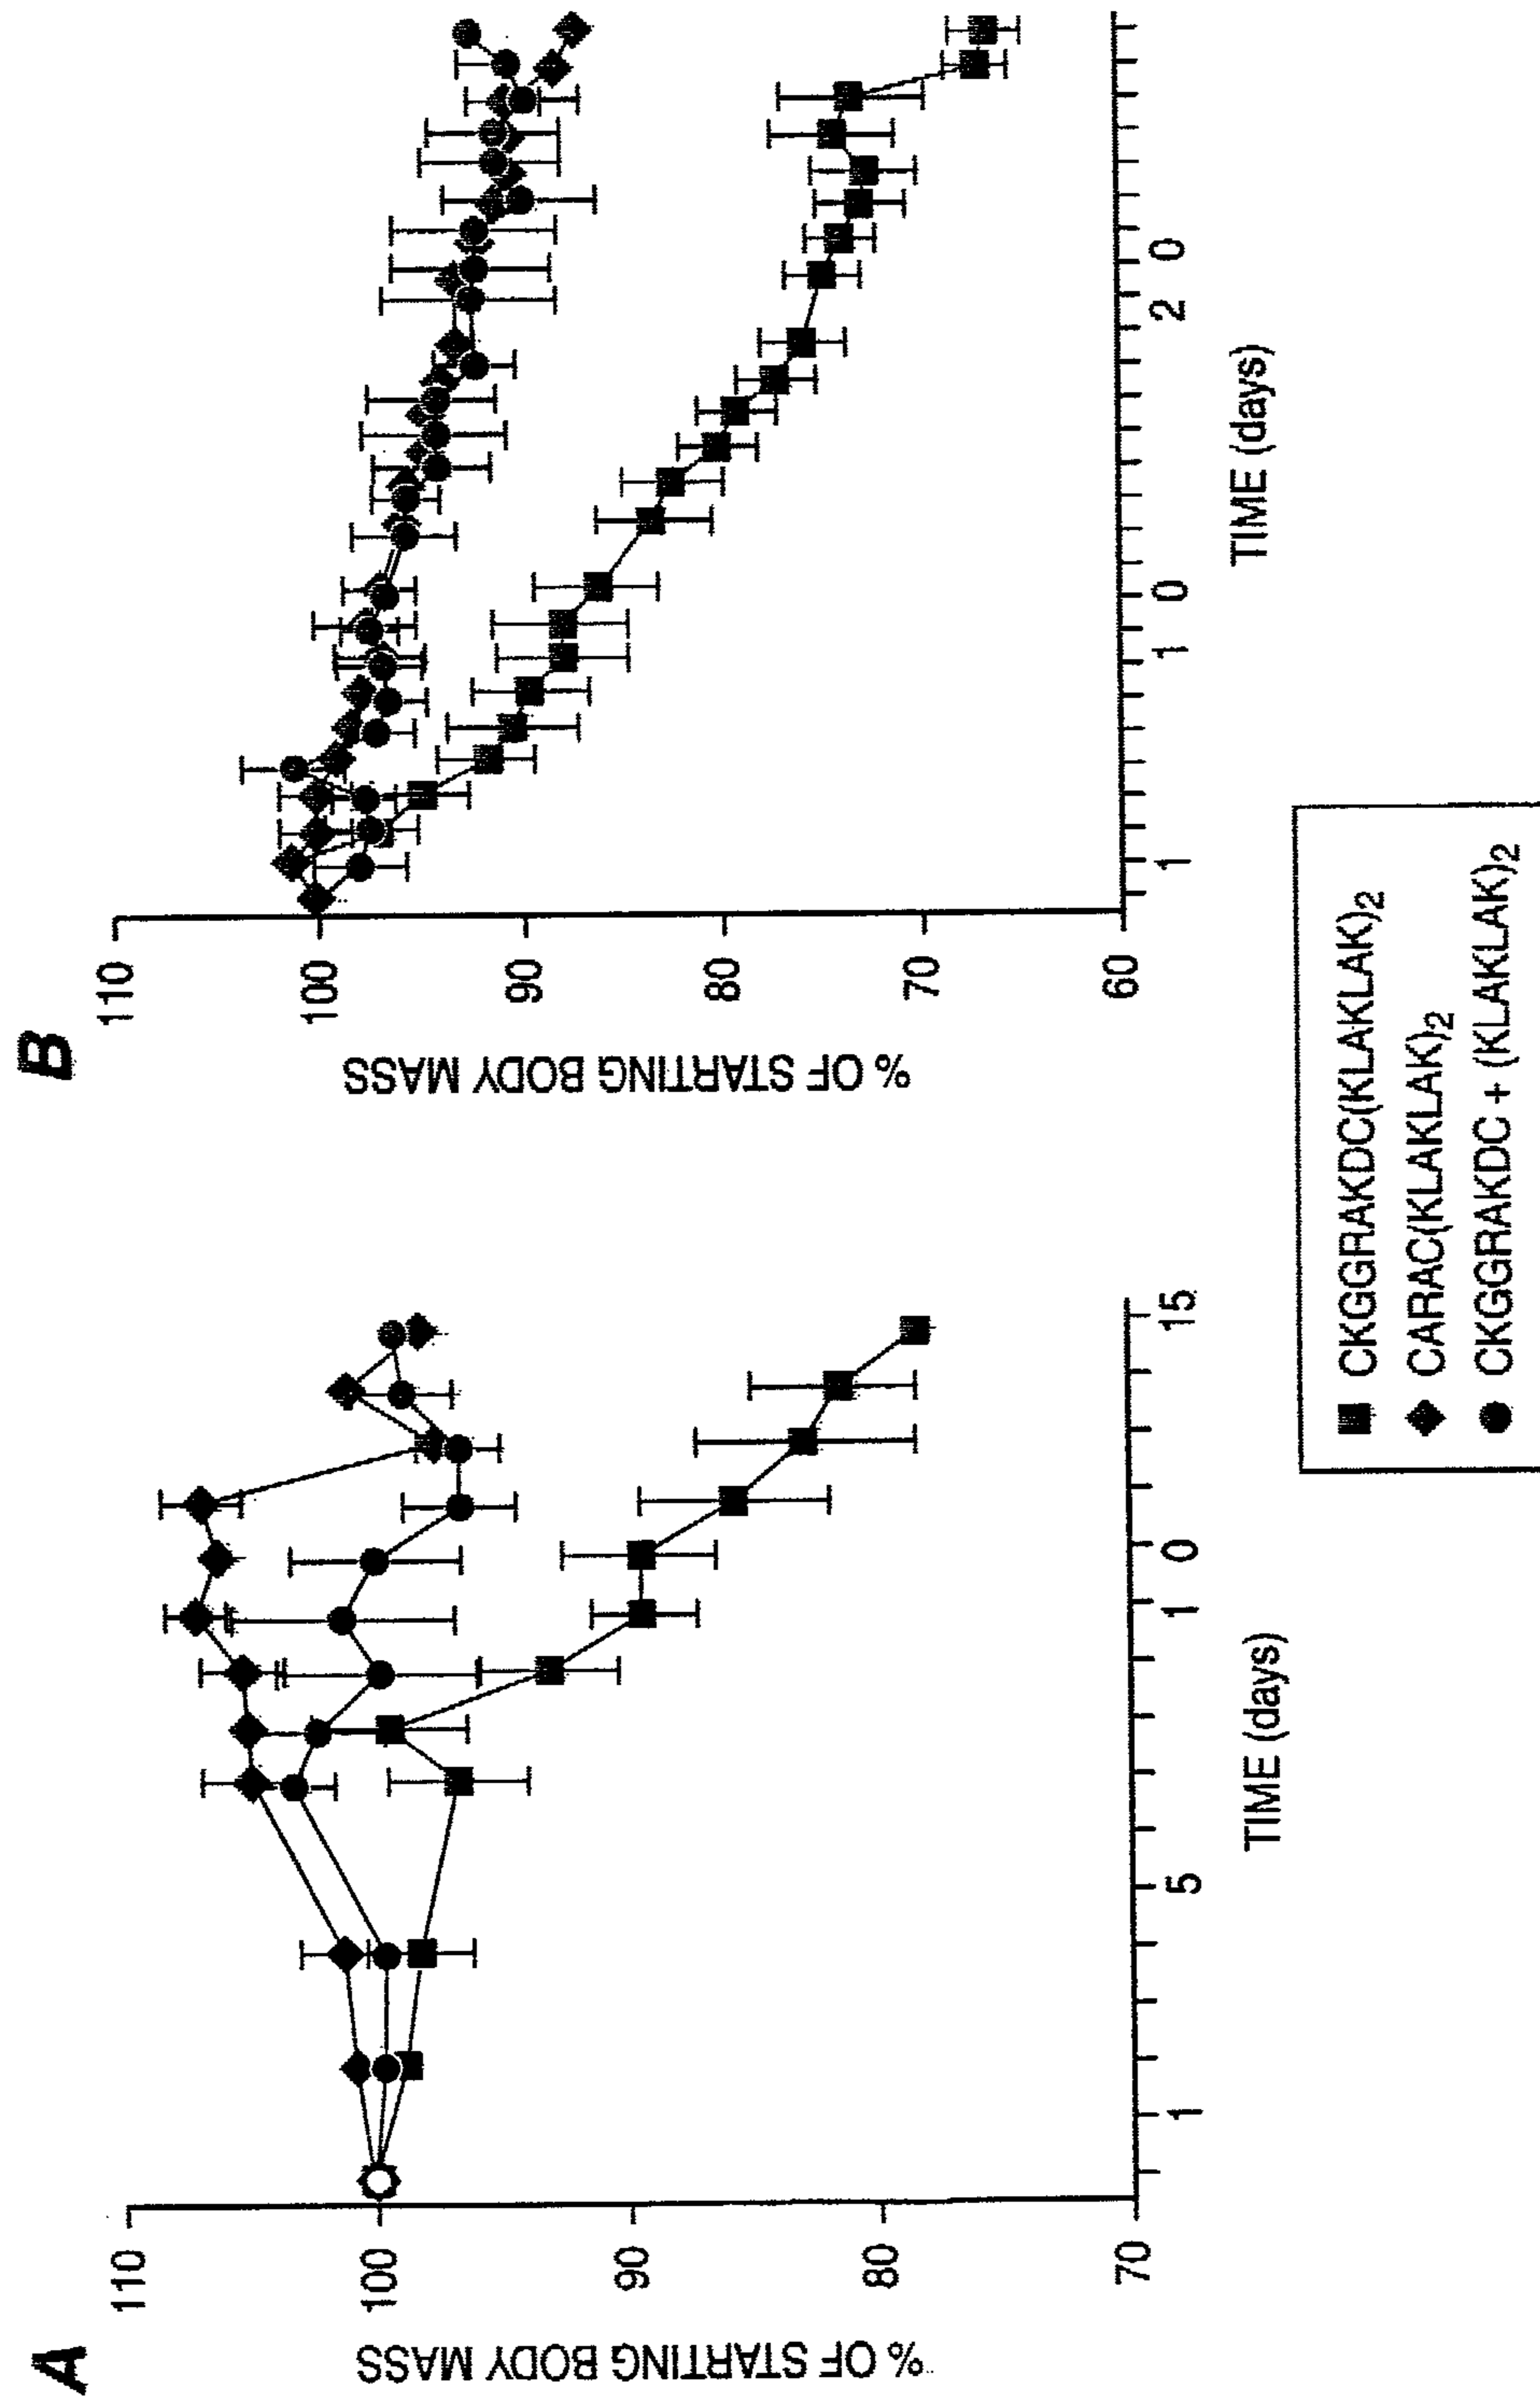 A
% OF STARTING BODY MASS
110
100
90
80
70
1
5
1 0
15
TIME (days)
B
% OF STARTING BODY MASS
110
100
90
80
70
60
1
1 0
2 0
TIME (days)
CKGGRAKDC(KLAKLAK)2
CARAC(KLAKLAK)2
CKGGRAKDC + (KLAKLAK)2